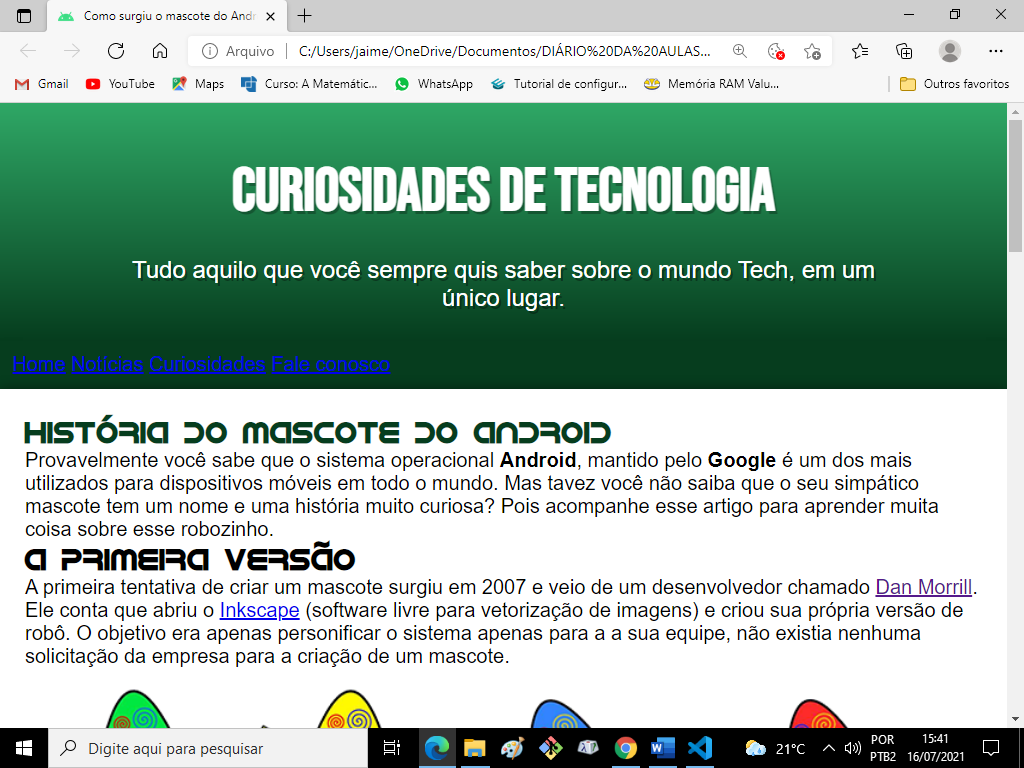 Como surgiu o mascote do Andr
Arquivo
C:/Users/jaime/OneDrive/Documentos/DIÁRIO%20DA%20AULAS...
Gmail YouTube Maps Curso: A Matemátic... WhatsApp Tutorial de configur... Memória RAM Valu... Outros favoritos
CURIOSIDADES DE TECNOLOGIA
Tudo aquilo que você sempre quis saber sobre o mundo Tech, em um
único lugar.
Home Notícias Curiosidades Fale conosco
HISTÓRIA DO MASCOTE DO ANDROID
Provavelmente você sabe que o sistema operacional Android, mantido pelo Google é um dos mais
utilizados para dispositivos móveis em todo o mundo. Mas tavez você não saiba que o seu simpático
mascote tem um nome e uma história muito curiosa? Pois acompanhe esse artigo para aprender muita
coisa sobre esse robozinho.
A PRIMEIRA VERSÃO
A primeira tentativa de criar um mascote surgiu em 2007 e veio de um desenvolvedor chamado Dan Morrill.
Ele conta que abriu o Inkscape (software livre para vetorização de imagens) e criou sua própria versão de
robô. O objetivo era apenas personificar o sistema apenas para a a sua equipe, não existia nenhuma
solicitação da empresa para a criação de um mascote.
Digite aqui para pesquisar
21°C
POR
PTB2
15:41
16/07/2021